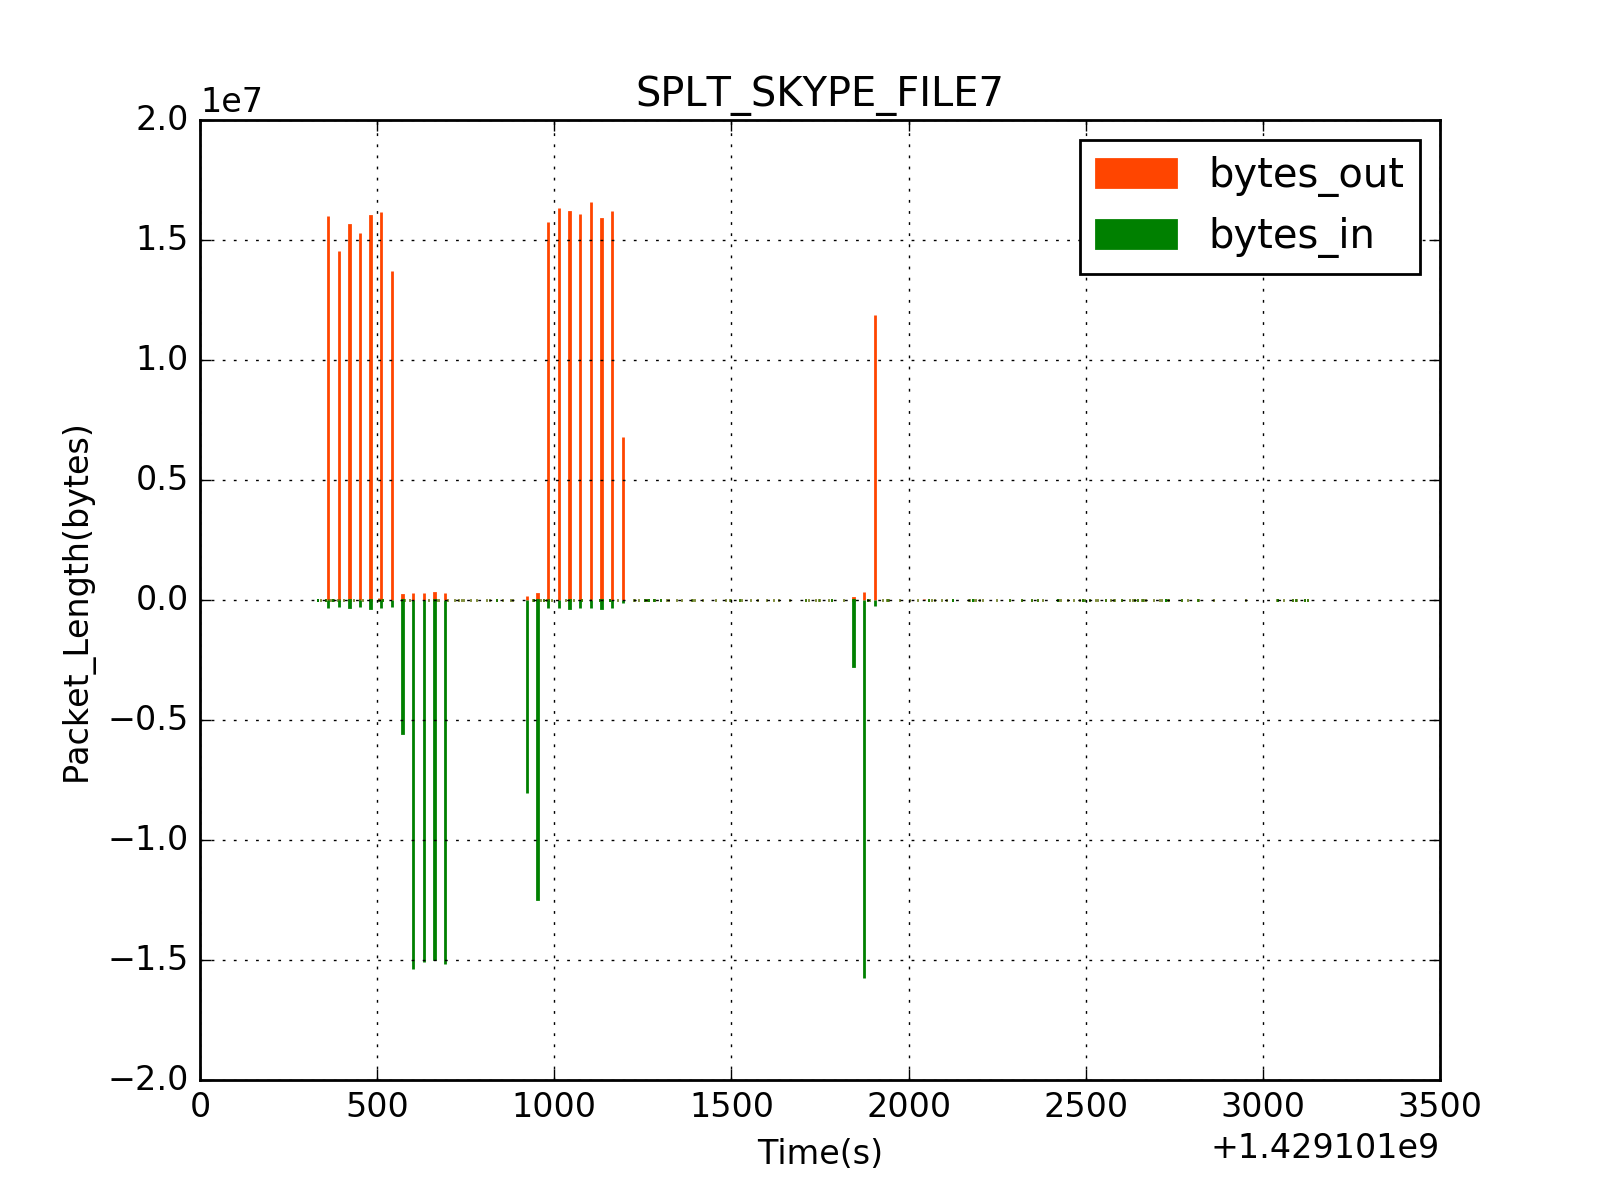 SPLT_SKYPE_FILE7
1e7
2.0
1.5
1.0
0.5
0.0
−0.5
−1.0
−1.5
−2.0
Packet_Length(bytes)
bytes_out
bytes_in
0 500 1000 1500 2000 2500 3000 3500
Time(s)
+1.429101e9